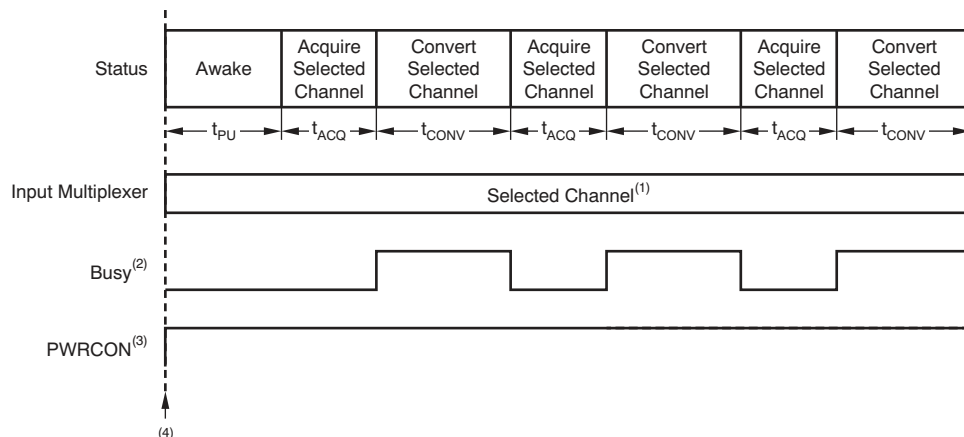 Status
Awake
Acquire
Selected
Channel
Convert
Selected
Channel
Acquire
Selected
Channel
Convert
Selected
Channel
Acquire
Selected
Channel
Convert
Selected
Channel
tPU
tACQ
tCONV
tACQ
tCONV
tACQ
tCONV
Input Multiplexer
Selected Channel(1)
Busy(2)
PWRCON(3)
(4)